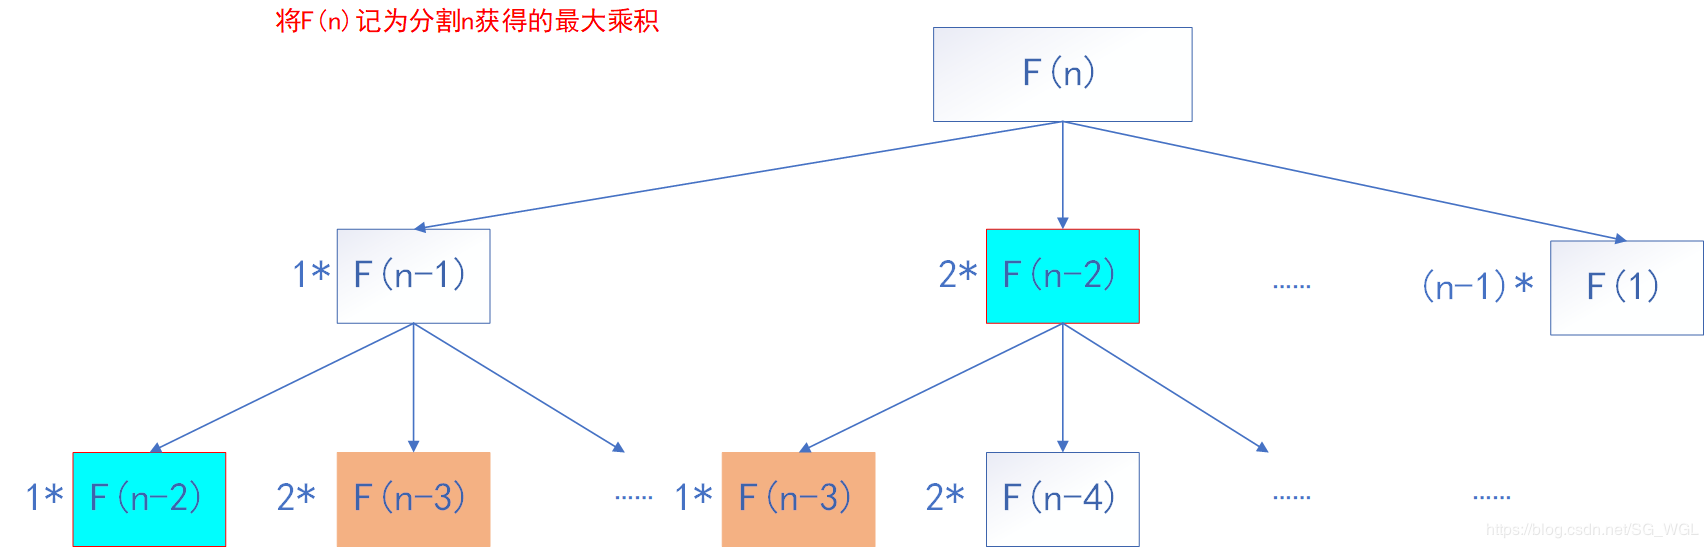 将F(n)记为分割n获得的最大乘积
F(n)
1* F(n-1)
2* F(n-2)
......
(n-1)* F(1)
1* F(n-2)
2* F(n-3)
......
1* F(n-3)
2* F(n-4)
......
......
https://blog.csdn.net/SG_WGL